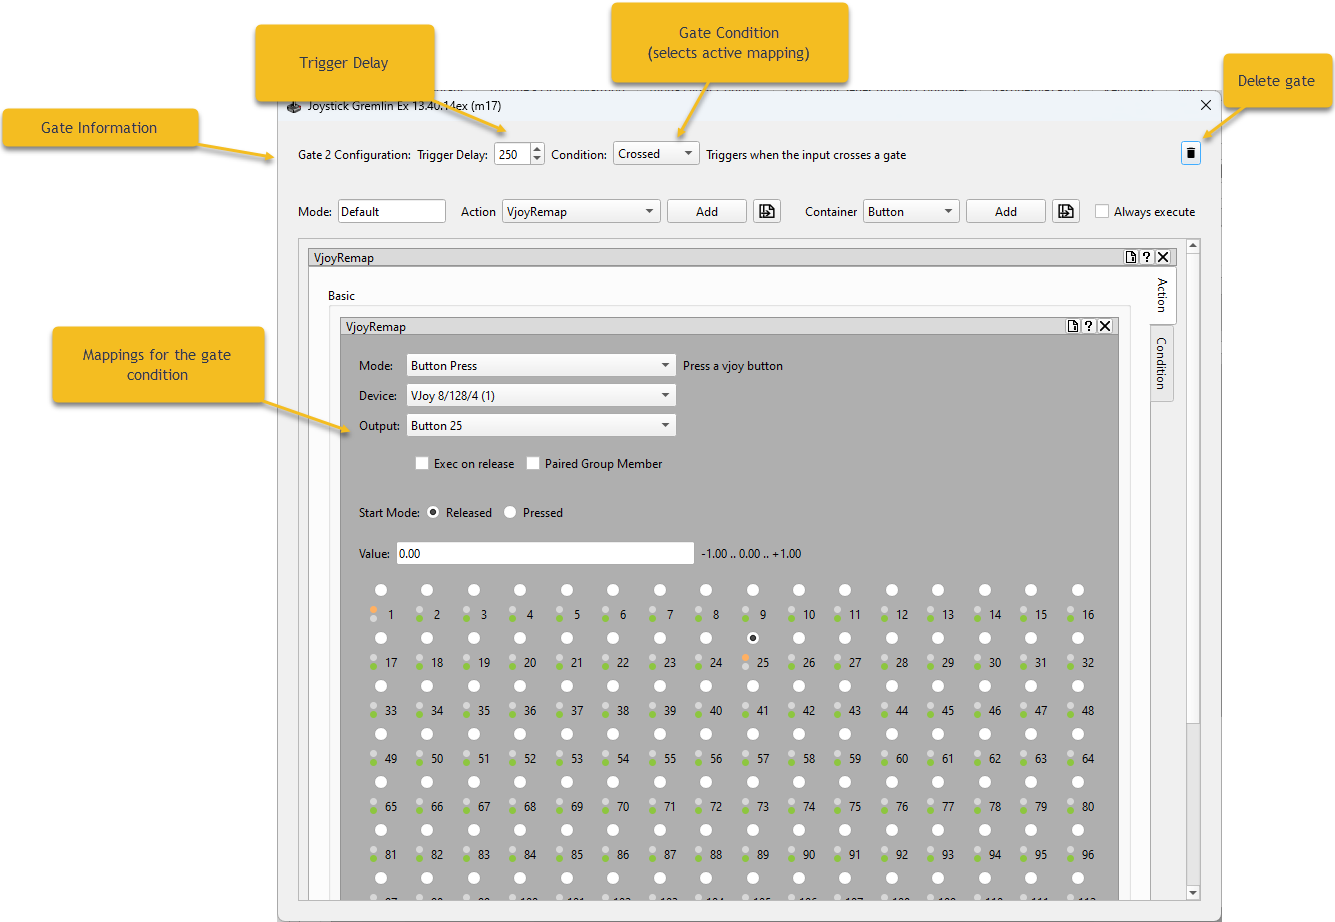 Gate Condition
(selects active mapping)
Trigger Delay
Delete gate
Gate Information
Joystick Gremlin Ex 13.40.14ex (m17)
Gate 2 Configuration: Trigger Delay: 250 Condition: Crossed Triggers when the input crosses a gate
Mode: Default Action VjoyRemap Add Container Button Add Always execute
VjoyRemap ?
Action
Basic
VjoyRemap ?
Condition
Mappings for the gate
condition
Mode: Button Press Press a vjoy button
Device: VJoy 8/128/4 (1)
Output: Button 25
Exec on release Paired Group Member
Start Mode: Released Pressed
Value: 0.00 -1.00 .. 0.00 .. +1.00
1 2 3 4 5 6 7 8 9 10 11 12 13 14 15 16
17 18 19 20 21 22 23 24 25 26 27 28 29 30 31 32
33 34 35 36 37 38 39 40 41 42 43 44 45 46 47 48
49 50 51 52 53 54 55 56 57 58 59 60 61 62 63 64
65 66 67 68 69 70 71 72 73 74 75 76 77 78 79 80
81 82 83 84 85 86 87 88 89 90 91 92 93 94 95 96